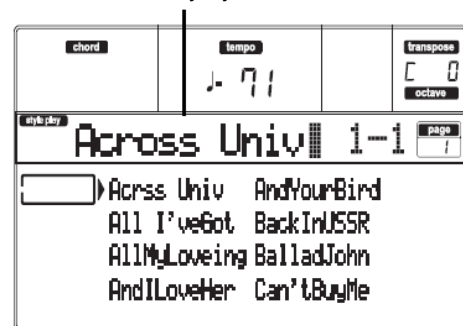 chord tempo transpose
♩= 71 C 0
octave
style play Across Univ 1-1 page 1
Acrss Univ AndYourBird
All I'veGot BackInUSSR
AllMyLoveing BalladJohn
AndILoveHer Can'tBuyMe